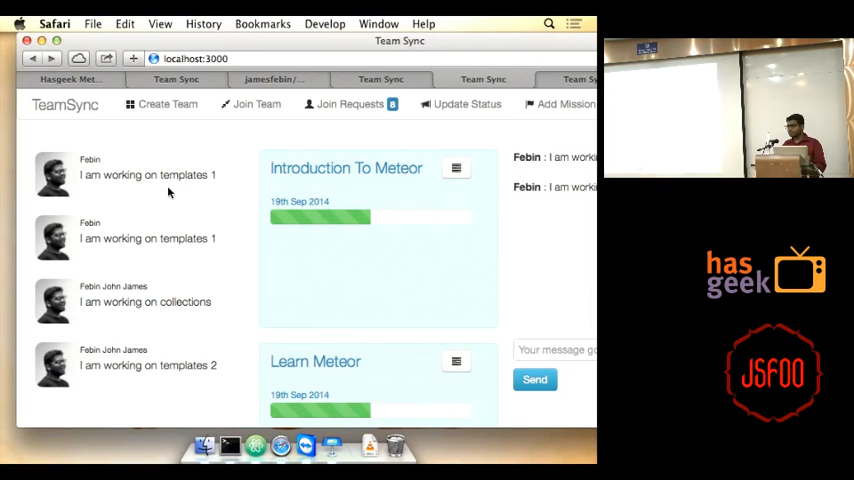 Safari File Edit View History Bookmarks Develop Window Help
Team Sync
localhost:3000
Hasgeek Met... Team Sync jamesfebin/... Team Sync Team Sync Team Sy
TeamSync Create Team Join Team Join Requests 8 Update Status Add Mission
Febin
I am working on templates 1
Febin
I am working on templates 1
Febin John James
I am working on collections
Febin John James
I am working on templates 2
Introduction To Meteor
19th Sep 2014
Learn Meteor
19th Sep 2014
Febin : I am worki
Febin : I am worki
Your message go
Send
has
geek
JSFOO